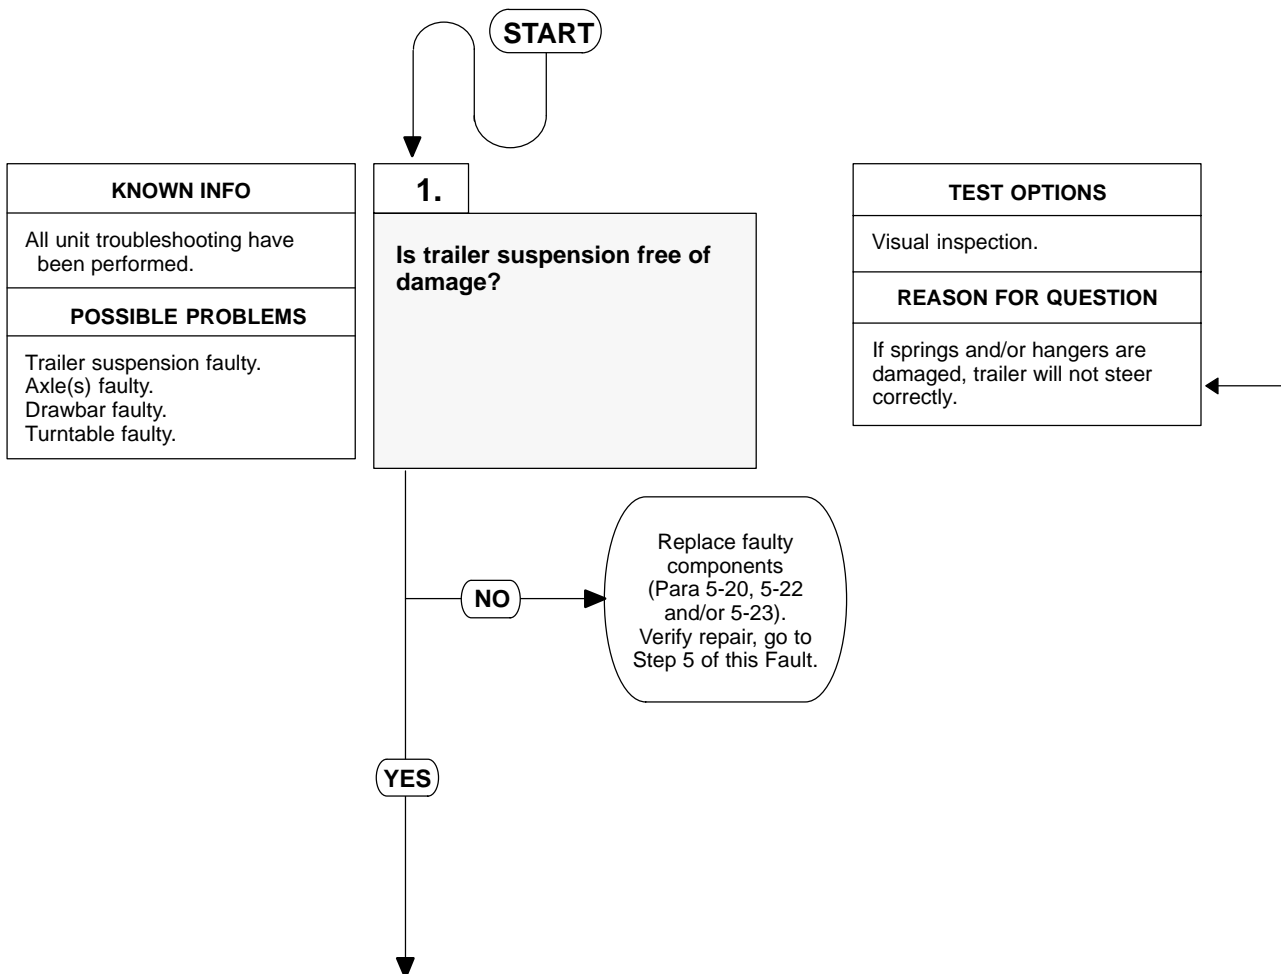 START
KNOWN INFO
All unit troubleshooting have
been performed.
POSSIBLE PROBLEMS
Trailer suspension faulty.
Axle(s) faulty.
Drawbar faulty.
Turntable faulty.
1.
Is trailer suspension free of
damage?
TEST OPTIONS
Visual inspection.
REASON FOR QUESTION
If springs and/or hangers are
damaged, trailer will not steer
correctly.
NO
Replace faulty
components
(Para 5-20, 5-22
and/or 5-23).
Verify repair, go to
Step 5 of this Fault.
YES